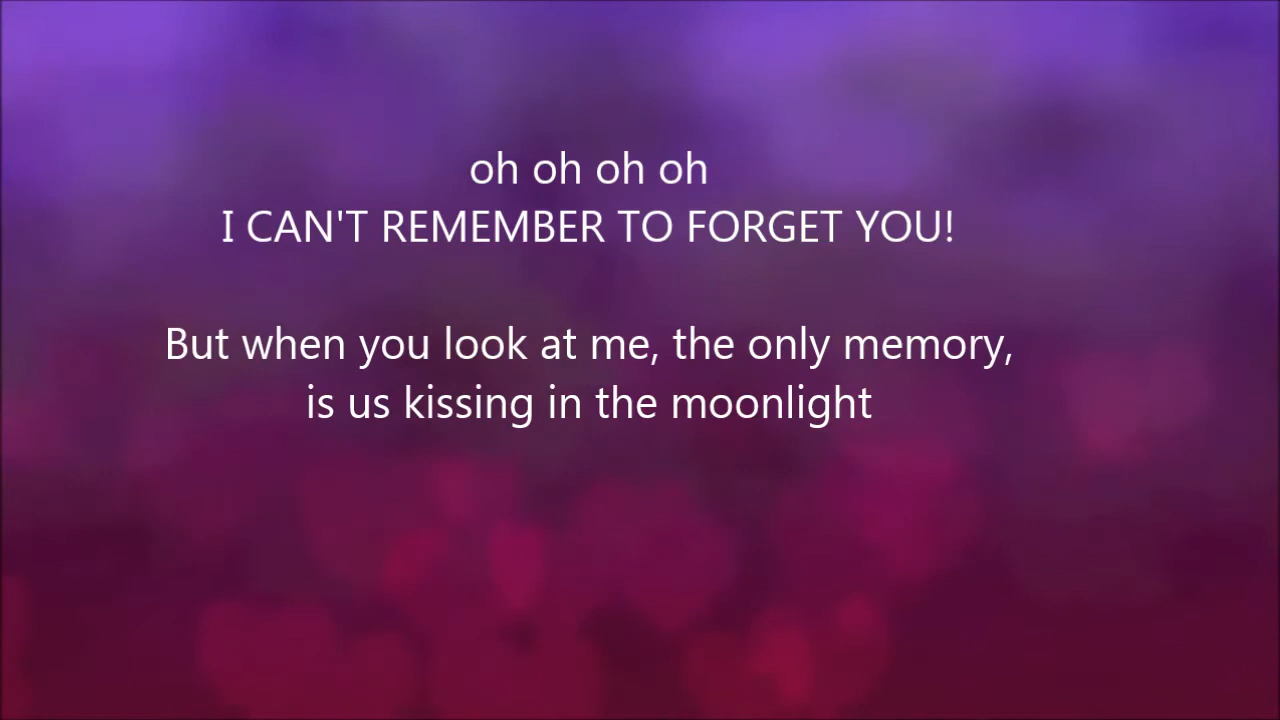 oh oh oh oh
I CAN'T REMEMBER TO FORGET YOU!
But when you look at me, the only memory,
is us kissing in the moonlight